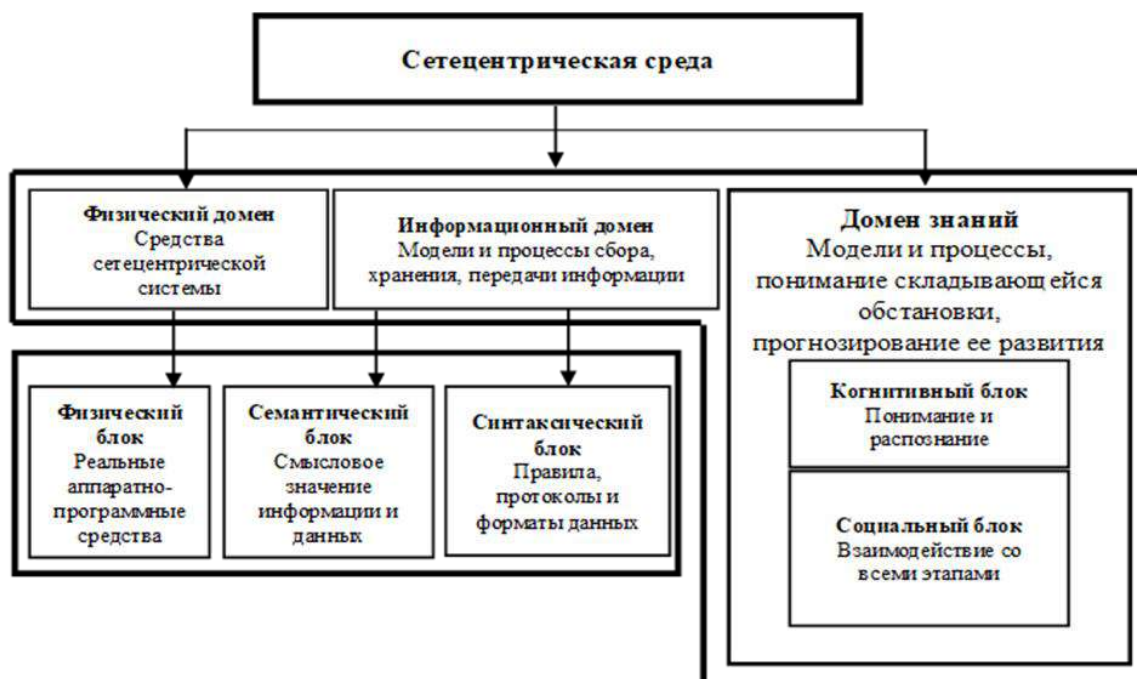 Сетецентрическая среда
Физический домен
Средства
сетецентрической
системы
Информационный домен
Модели и процессы сбора,
хранения, передачи информации
Домен знаний
Модели и процессы,
понимание складывающейся
обстановки,
прогнозирование ее развития
Физический
блок
Реальные
аппаратно-
программные
средства
Семантический
блок
Смысловое
значение
информации и
данных
Синтаксический
блок
Правила,
протоколы и
форматы данных
Когнитивный блок
Понимание и
распознание
Социальный блок
Взаимодействие со
всеми этапами